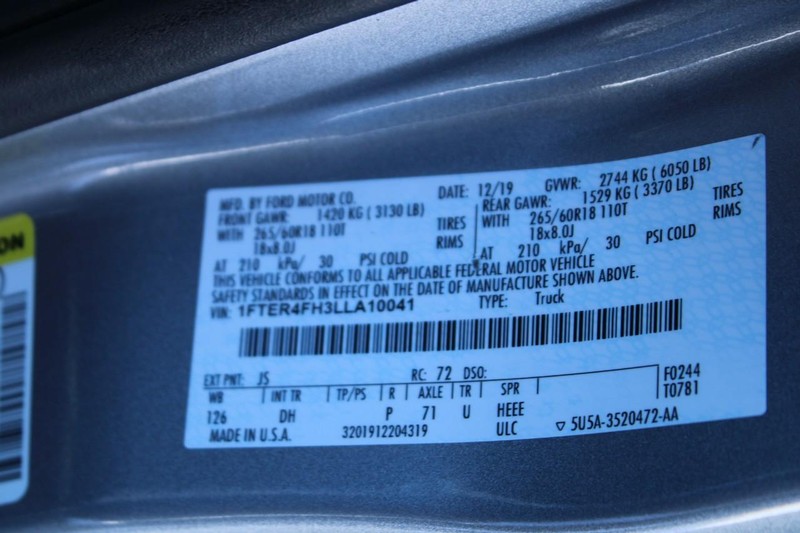 ON
MFD. BY FORD MOTOR CO. DATE: 12/19 GVWR: 2744 KG ( 6050 LB)
FRONT GAWR: 1420 KG ( 3130 LB) REAR GAWR: 1529 KG ( 3370 LB)
WITH 265/60R18 110T TIRES WITH 265/60R18 110T TIRES
18x8.0J RIMS 18x8.0J RIMS
AT 210 kPa/ 30 PSI COLD AT 210 kPa/ 30 PSI COLD
THIS VEHICLE CONFORMS TO ALL APPLICABLE FEDERAL MOTOR VEHICLE
SAFETY STANDARDS IN EFFECT ON THE DATE OF MANUFACTURE SHOWN ABOVE.
VIN: 1FTER4FH3LLA10041 TYPE: Truck
EXT PNT: JS RC: 72 DSO: F0244
WB INT TR TP/PS R AXLE TR SPR T0781
126 DH P 71 U HEEE
MADE IN U.S.A. 3201912204319 ULC ▽ 5U5A-3520472-AA